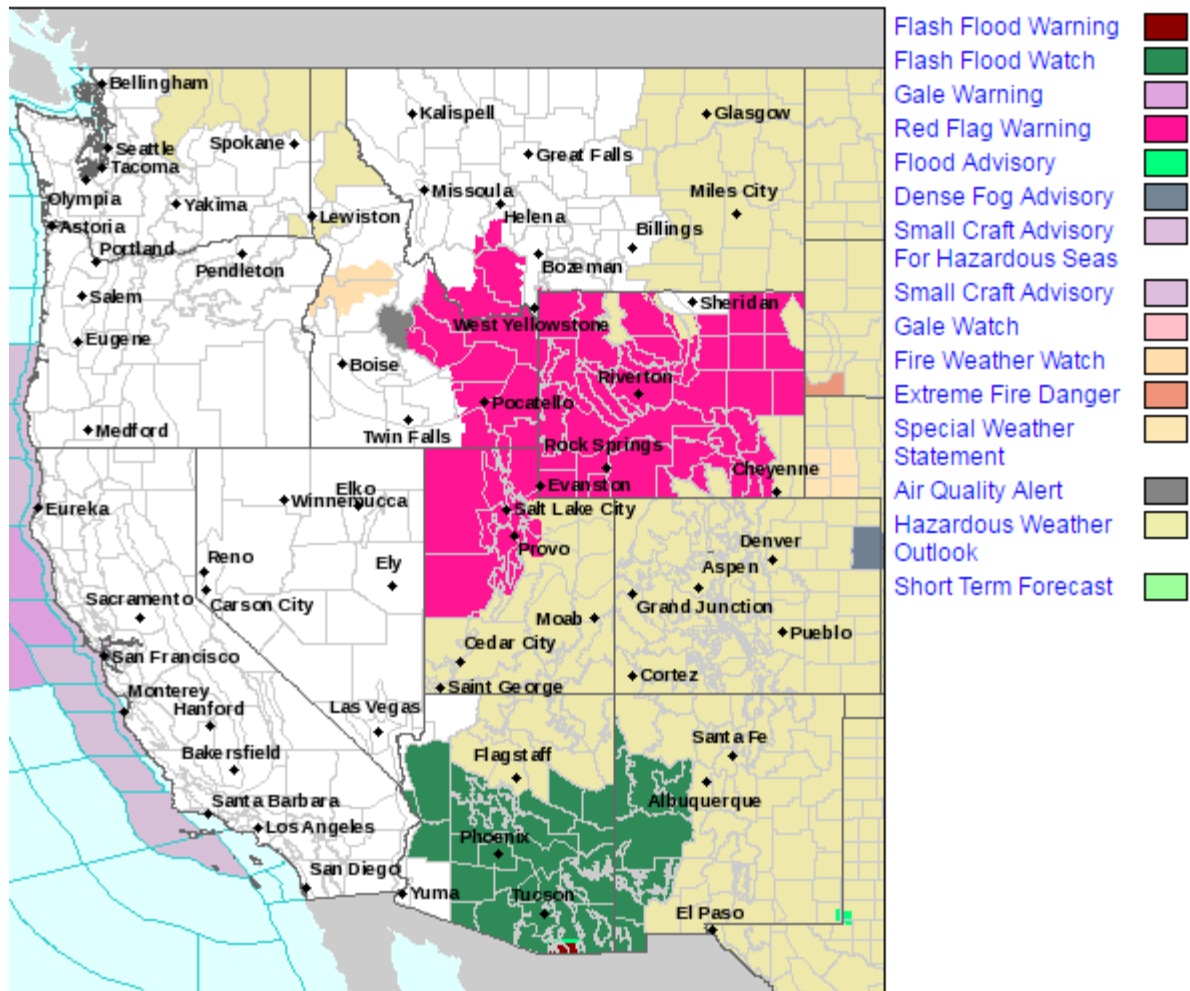 Bellingham
Kalispell
Glasgow
Seattle
Spokane
Tacoma
Great Falls
Olympia
Yakima
Missoula
Miles City
Lewiston
Helena
Astoria
Portland
Billings
Pendleton
Bozeman
Salem
Sheridan
Eugene
West Yellowstone
Boise
Riverton
Pocatello
Medford
Twin Falls
Rock Springs
Cheyenne
Elko
Evanston
Winnemucca
Eureka
Salt Lake City
Provo
Denver
Reno
Ely
Aspen
Sacramento
Carson City
Grand Junction
Moab
Pueblo
San Francisco
Cedar City
Cortez
Saint George
Monterey
Hanford
Las Vegas
Bakersfield
Flagstaff
Santa Fe
Albuquerque
Santa Barbara
Los Angeles
Phoenix
San Diego
Yuma
Tucson
El Paso
Flash Flood Warning
Flash Flood Watch
Gale Warning
Red Flag Warning
Flood Advisory
Dense Fog Advisory
Small Craft Advisory
For Hazardous Seas
Small Craft Advisory
Gale Watch
Fire Weather Watch
Extreme Fire Danger
Special Weather
Statement
Air Quality Alert
Hazardous Weather
Outlook
Short Term Forecast